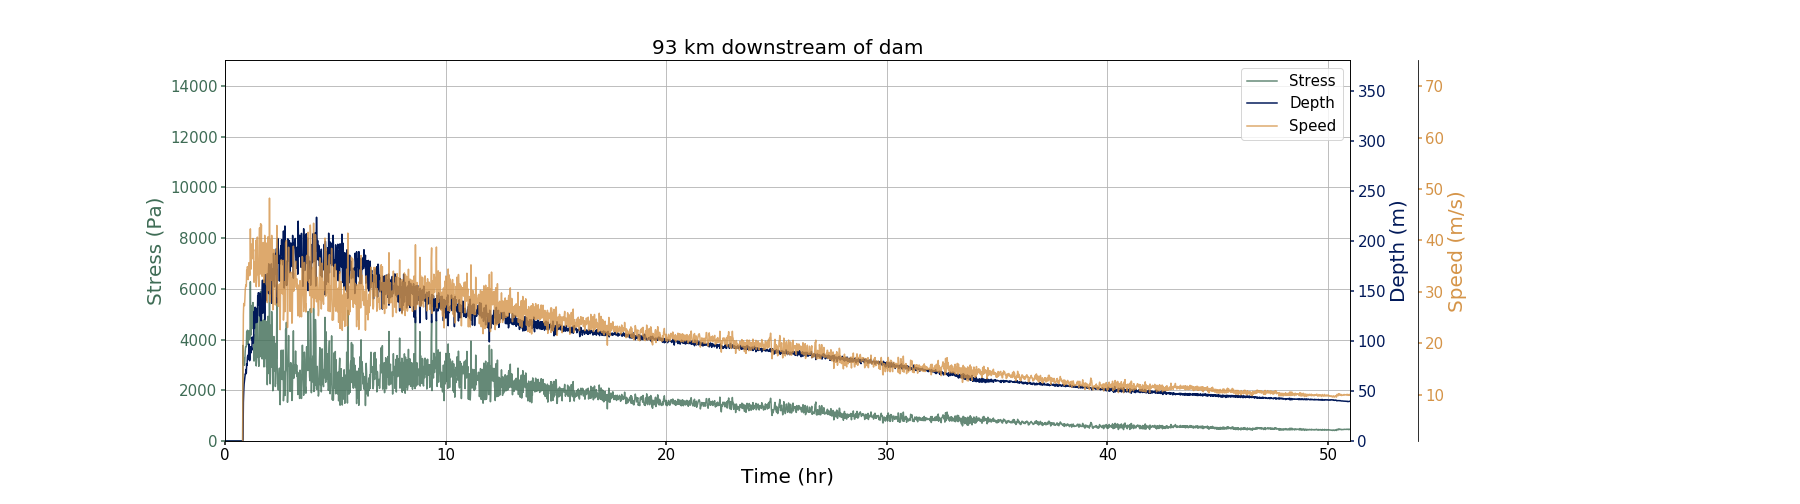 93 km downstream of dam
Stress (Pa)
14000
12000
10000
8000
6000
4000
2000
0
Stress
Depth
Speed
350
300
250
200
150
100
50
0
Depth (m)
70
60
50
40
30
20
10
Speed (m/s)
0 10 20 30 40 50
Time (hr)